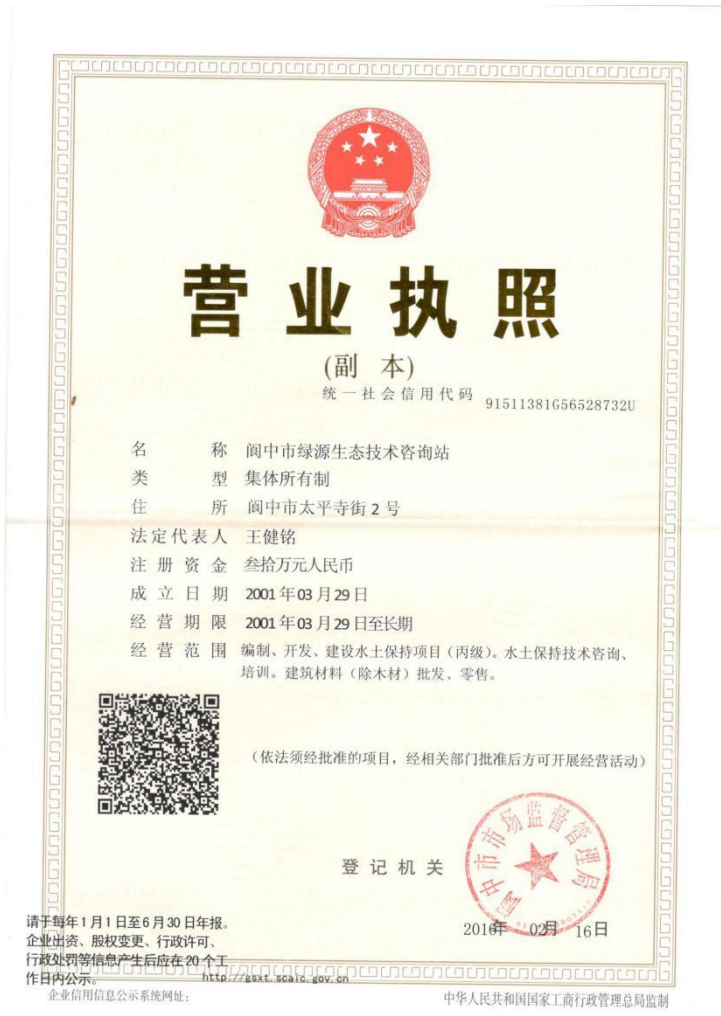 营业执照
(副 本)
统一社会信用代码 91511381G56528732U
名 称 阆中市绿源生态技术咨询站
类 型 集体所有制
住 所 阆中市太平寺街2号
法定代表人 王健铭
注册资金 叁拾万元人民币
成立日期 2001年03月29日
经营期限 2001年03月29日至长期
经营范围 编制、开发、建设水土保持项目（丙级）。水土保持技术咨询、
培训。建筑材料（除木材）批发、零售。
（依法须经批准的项目，经相关部门批准后方可开展经营活动）
阆中市市场监督管理局
登记机关
2016年 02月 16日
请于每年1月1日至6月30日年报。
企业出资、股权变更、行政许可、
行政处罚等信息产生后应在20个工
作日内公示。
http://gsxt.scaic.gov.cn
企业信用信息公示系统网址：
中华人民共和国国家工商行政管理总局监制